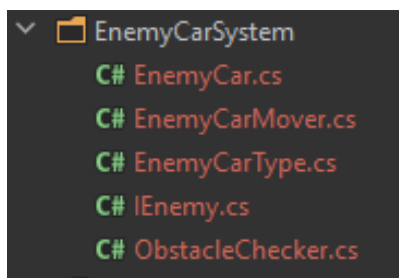 EnemyCarSystem
C# EnemyCar.cs
C# EnemyCarMover.cs
C# EnemyCarType.cs
C# IEnemy.cs
C# ObstacleChecker.cs